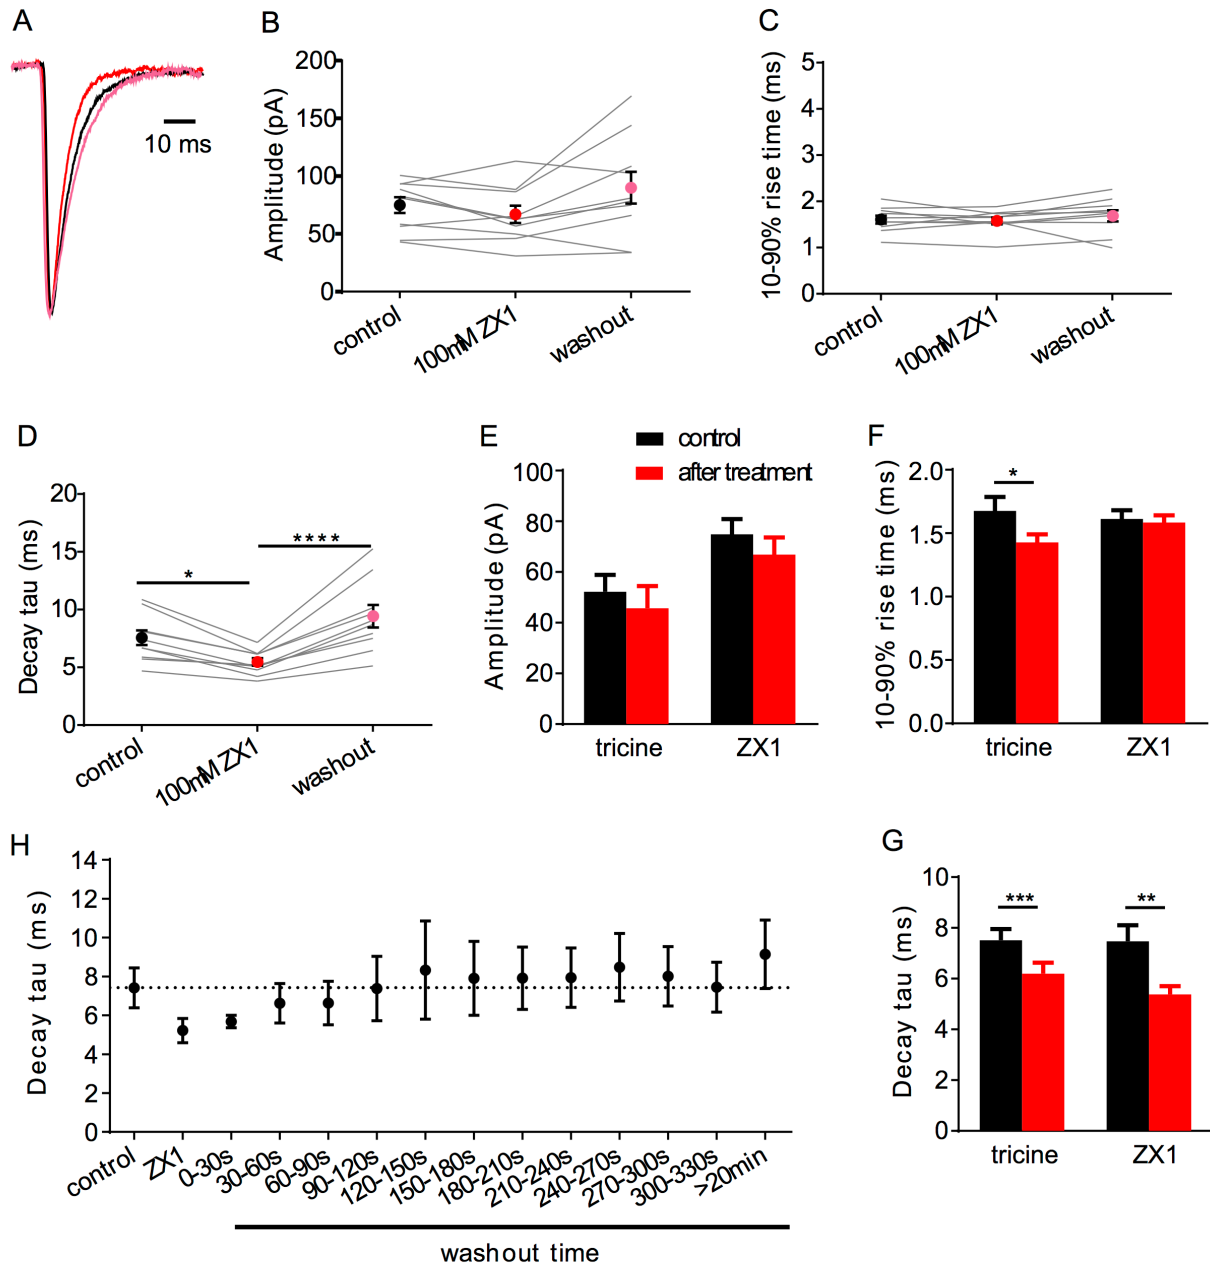 A
10 ms
B
Amplitude (pA)
200
150
100
50
0
control
100mM ZX1
washout
C
10-90% rise time (ms)
5
4
3
2
1
0
control
100mM ZX1
washout
D
Decay tau (ms)
20
15
10
5
0
*
****
control
100mM ZX1
washout
E
control
after treatment
Amplitude (pA)
100
80
60
40
20
0
tricine
ZX1
F
10-90% rise time (ms)
2.0
1.5
1.0
0.5
0.0
*
tricine
ZX1
H
Decay tau (ms)
14
12
10
8
6
4
2
0
control
ZX1
0-30s
30-60s
60-90s
90-120s
120-150s
150-180s
180-210s
210-240s
240-270s
270-300s
300-330s
>20min
washout time
G
Decay tau (ms)
10
8
6
4
2
0
***
**
tricine
ZX1